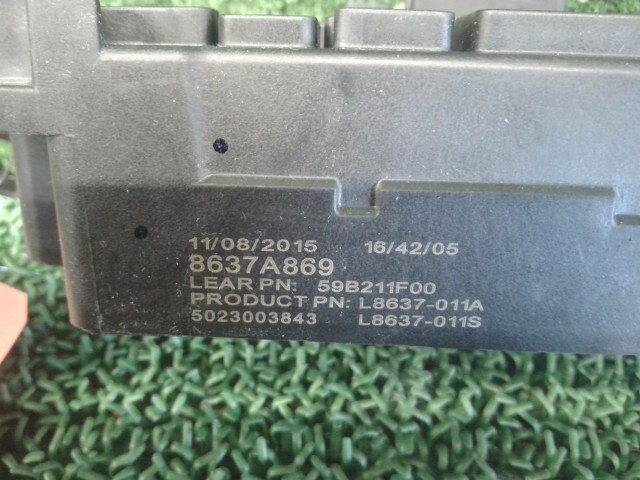 11/08/2015 16/42/05
8637A869
LEAR PN: 59B211F00
PRODUCT PN: L8637-011A
5023003843 L8637-011S